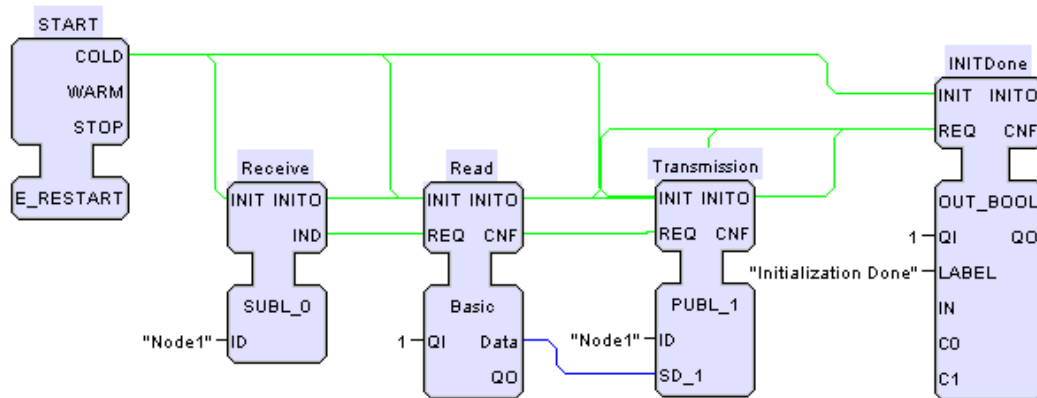 START
COLD
WARM
STOP
E_RESTART
Receive
INIT INITO
IND
SUBL_0
"Node1"
ID
Read
INIT INITO
REQ CNF
Basic
1
QI
Data
QO
Transmission
INIT INITO
REQ CNF
PUBL_1
"Node1"
ID
SD_1
INITDone
INIT INITO
REQ CNF
OUT_BOOL
1
QI
QO
"Initialization Done"
LABEL
IN
C0
C1